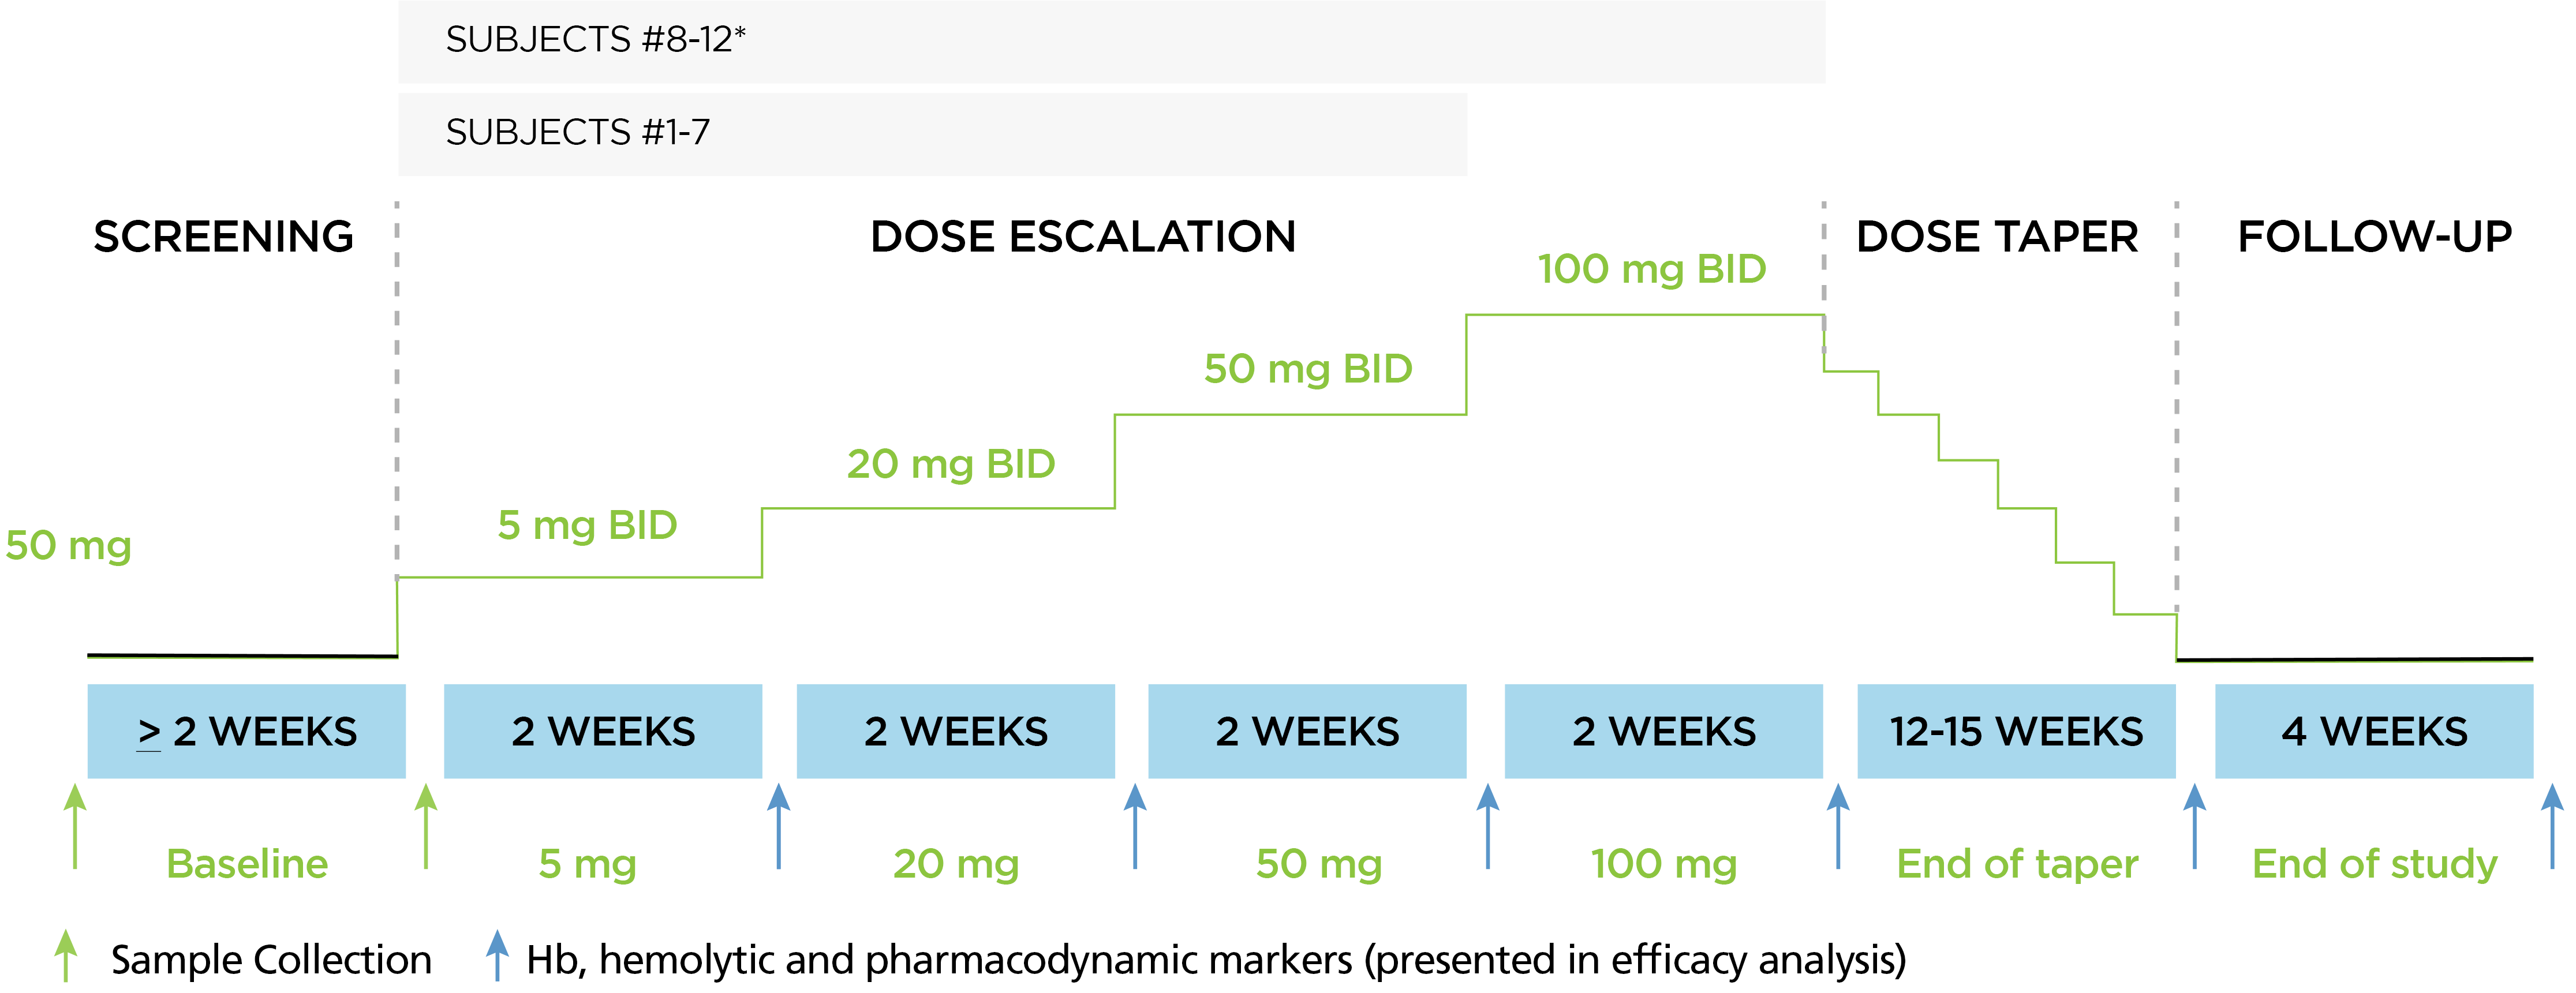 SUBJECTS #8-12*
SUBJECTS #1-7
SCREENING
DOSE ESCALATION
DOSE TAPER
FOLLOW-UP
100 mg BID
50 mg BID
20 mg BID
5 mg BID
50 mg
≥ 2 WEEKS
2 WEEKS
2 WEEKS
2 WEEKS
2 WEEKS
12-15 WEEKS
4 WEEKS
Baseline
5 mg
20 mg
50 mg
100 mg
End of taper
End of study
Sample Collection
Hb, hemolytic and pharmacodynamic markers (presented in efficacy analysis)